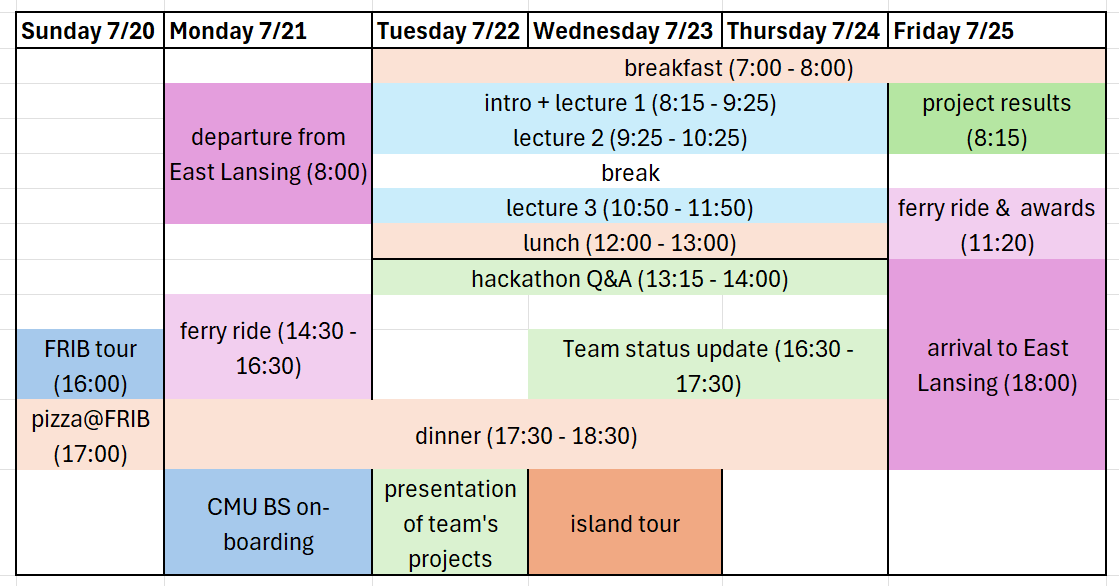 Sunday 7/20 Monday 7/21 Tuesday 7/22 Wednesday 7/23 Thursday 7/24 Friday 7/25
breakfast (7:00 - 8:00)
departure from
East Lansing (8:00)
intro + lecture 1 (8:15 - 9:25)
lecture 2 (9:25 - 10:25)
project results
(8:15)
break
lecture 3 (10:50 - 11:50)
ferry ride & awards
(11:20)
lunch (12:00 - 13:00)
hackathon Q&A (13:15 - 14:00)
ferry ride (14:30 -
16:30)
FRIB tour
(16:00)
Team status update (16:30 -
17:30)
arrival to East
Lansing (18:00)
pizza@FRIB
(17:00)
dinner (17:30 - 18:30)
CMU BS on-
boarding
presentation
of team's
projects
island tour